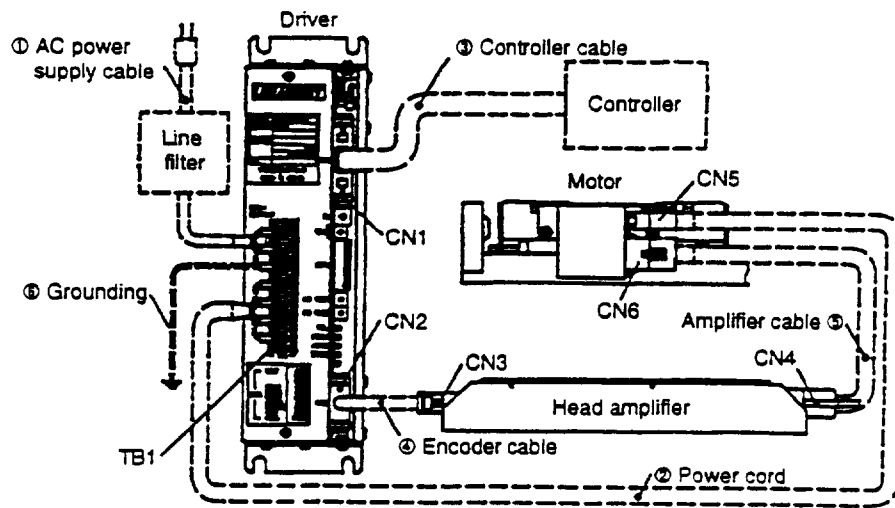 Driver
① AC power
supply cable
③ Controller cable
Line
filter
Controller
Motor
CN5
CN1
CN6
⑥ Grounding
CN2
Amplifier cable ⑤
CN3
CN4
Head amplifier
④ Encoder cable
TB1
② Power cord